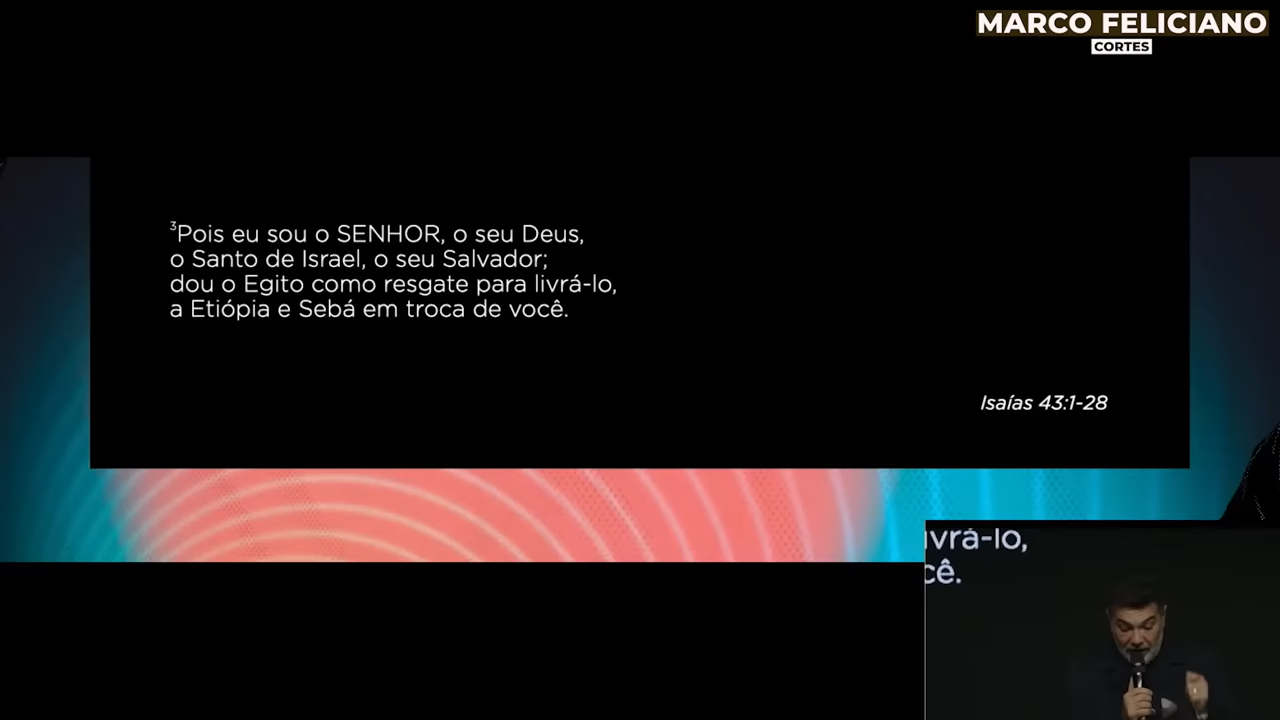 MARCO FELICIANO
CORTES
³Pois eu sou o SENHOR, o seu Deus,
o Santo de Israel, o seu Salvador;
dou o Egito como resgate para livrá-lo,
a Etiópia e Sebá em troca de você.
Isaías 43:1-28
vrá-lo,
cê.